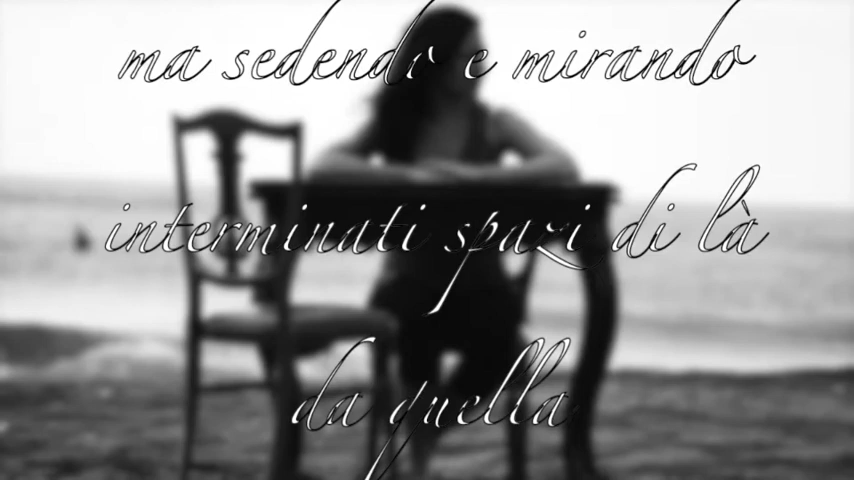 ma sedendo e mirando
interminati spazi di là
da quella